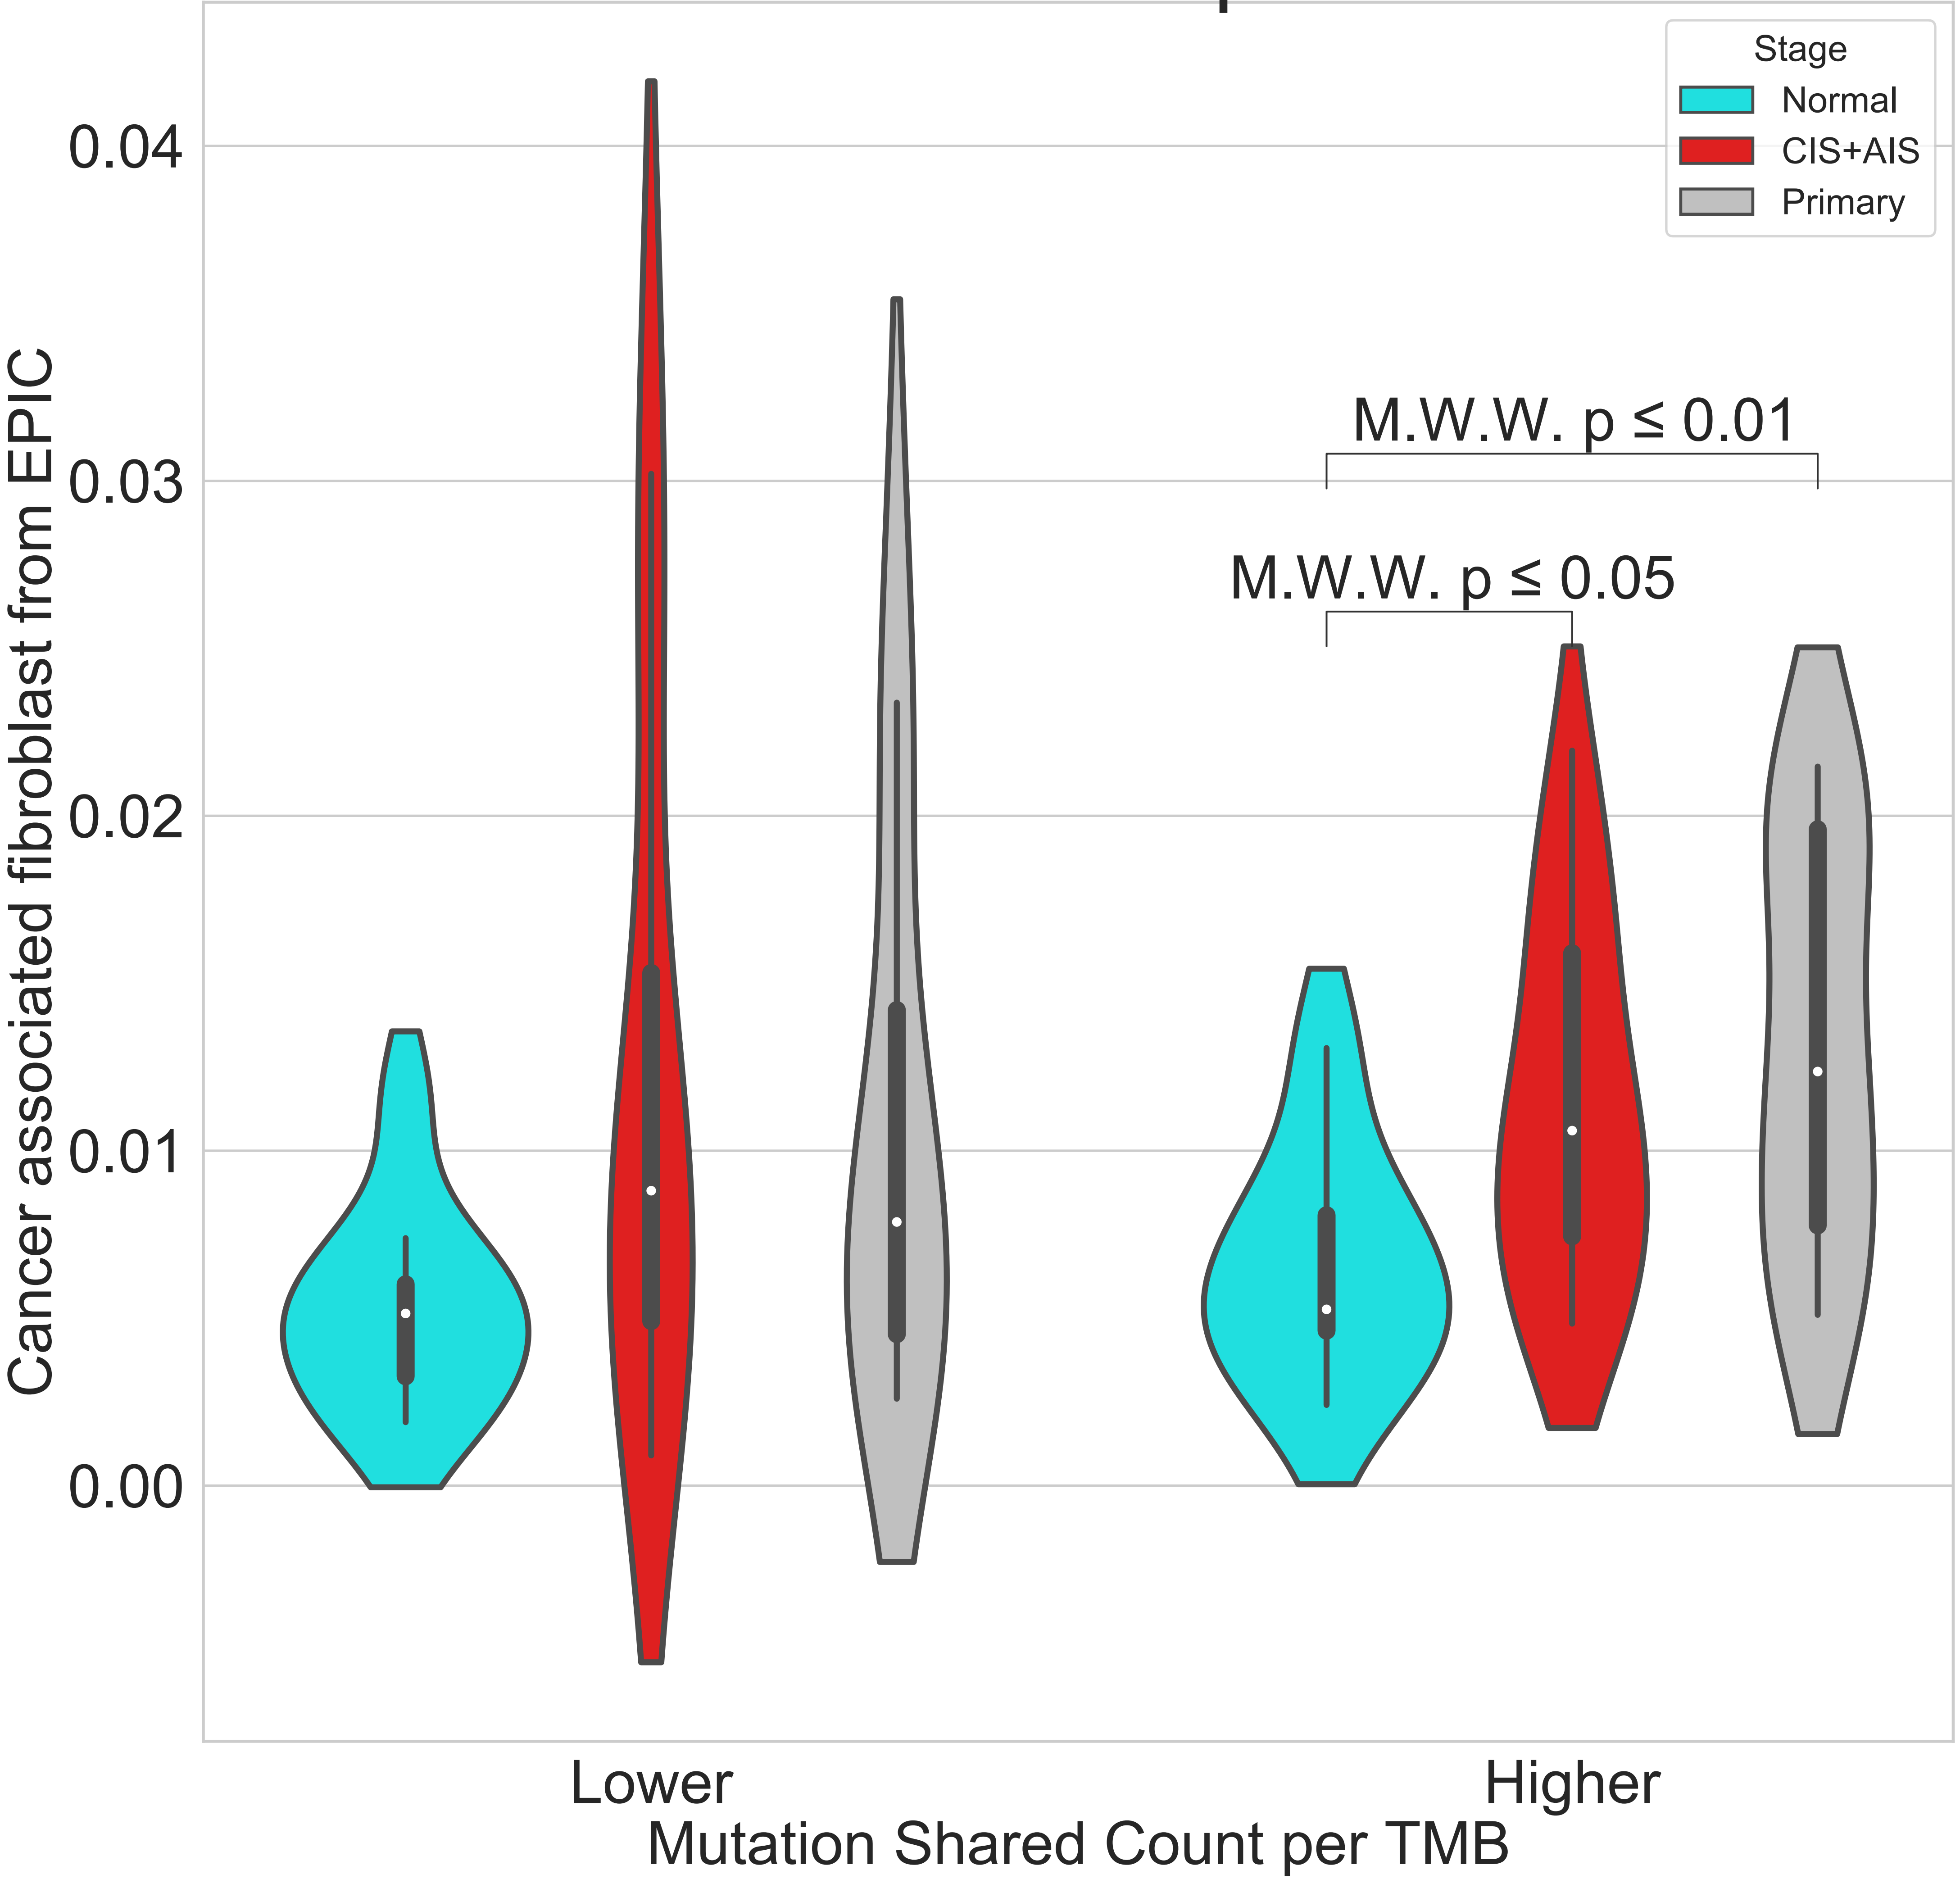 Stage
Normal
CIS+AIS
Primary
Cancer associated fibroblast from EPIC
0.04
0.03
0.02
0.01
0.00
M.W.W. p ≤ 0.01
M.W.W. p ≤ 0.05
Lower
Higher
Mutation Shared Count per TMB